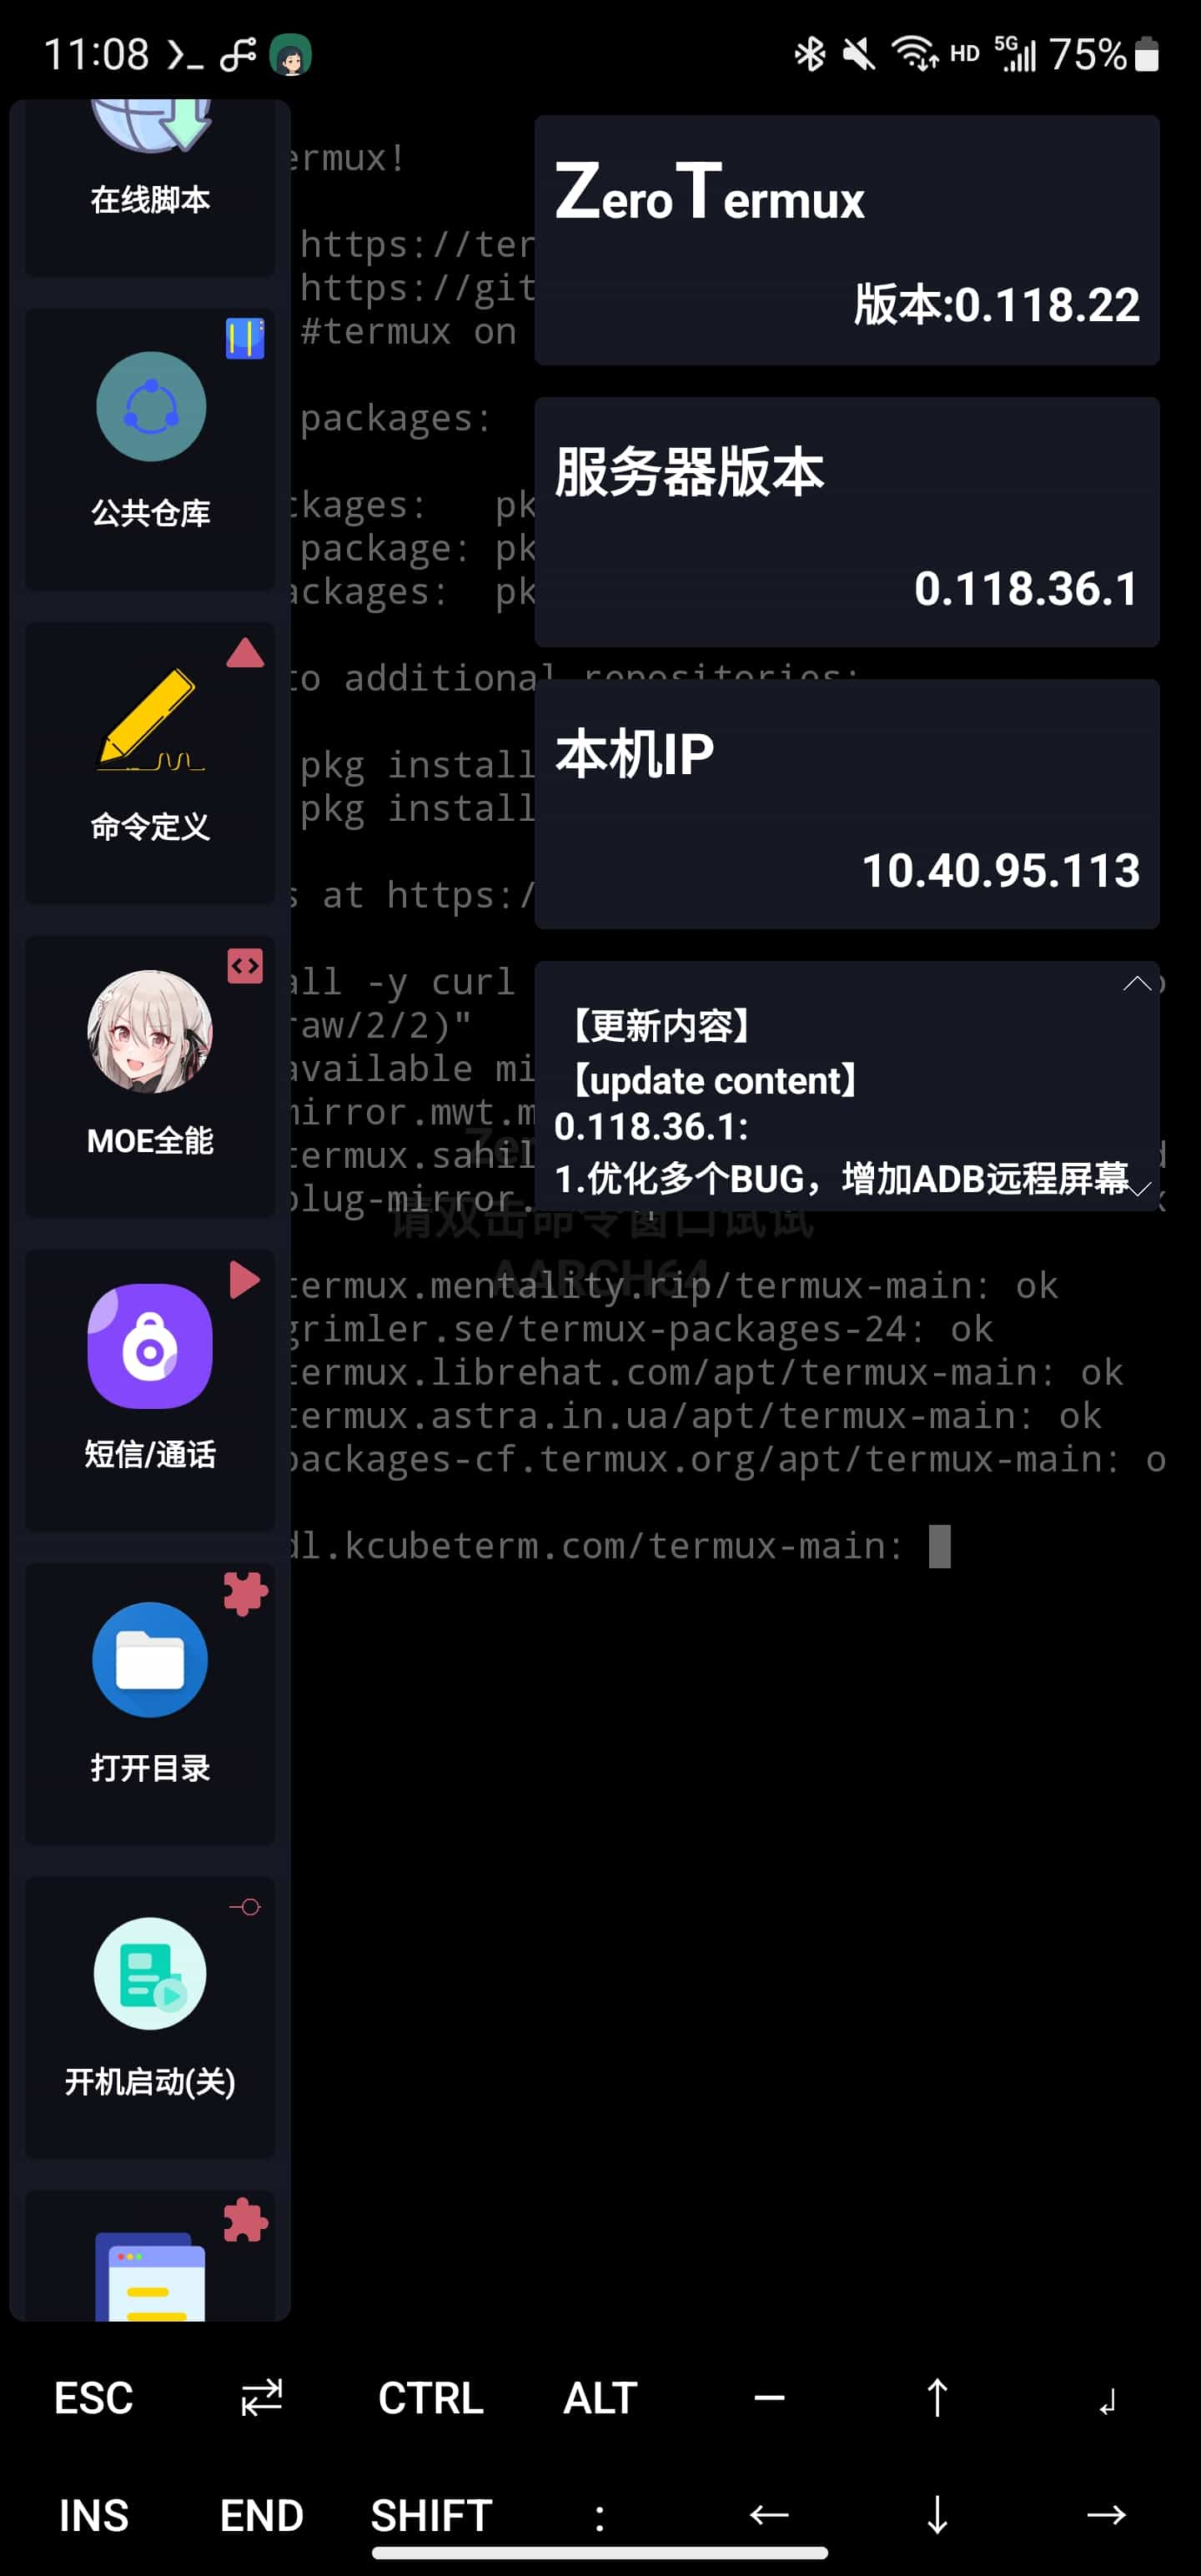 11:08
HD 5G 75%
在线脚本
公共仓库
命令定义
MOE全能
短信/通话
打开目录
开机启动(关)
ZeroTermux
版本:0.118.22
服务器版本
0.118.36.1
本机IP
10.40.95.113
【更新内容】
【update content】
0.118.36.1:
1.优化多个BUG，增加ADB远程屏幕
ermux!
https://ter
https://git
#termux on
packages:
ckages: pk
package: pk
ackages: pk
to additional repositories:
pkg install
pkg install
s at https:/
all -y curl
raw/2/2)"
available mi
mirror.mwt.m
termux.sahil
plug-mirror.
请双击命令窗口试试
AARCH64
termux.mentality.rip/termux-main: ok
grimler.se/termux-packages-24: ok
termux.librehat.com/apt/termux-main: ok
termux.astra.in.ua/apt/termux-main: ok
packages-cf.termux.org/apt/termux-main: o
dl.kcubeterm.com/termux-main:
ESC ⇄ CTRL ALT — ↑ ↲
INS END SHIFT : ← ↓ →